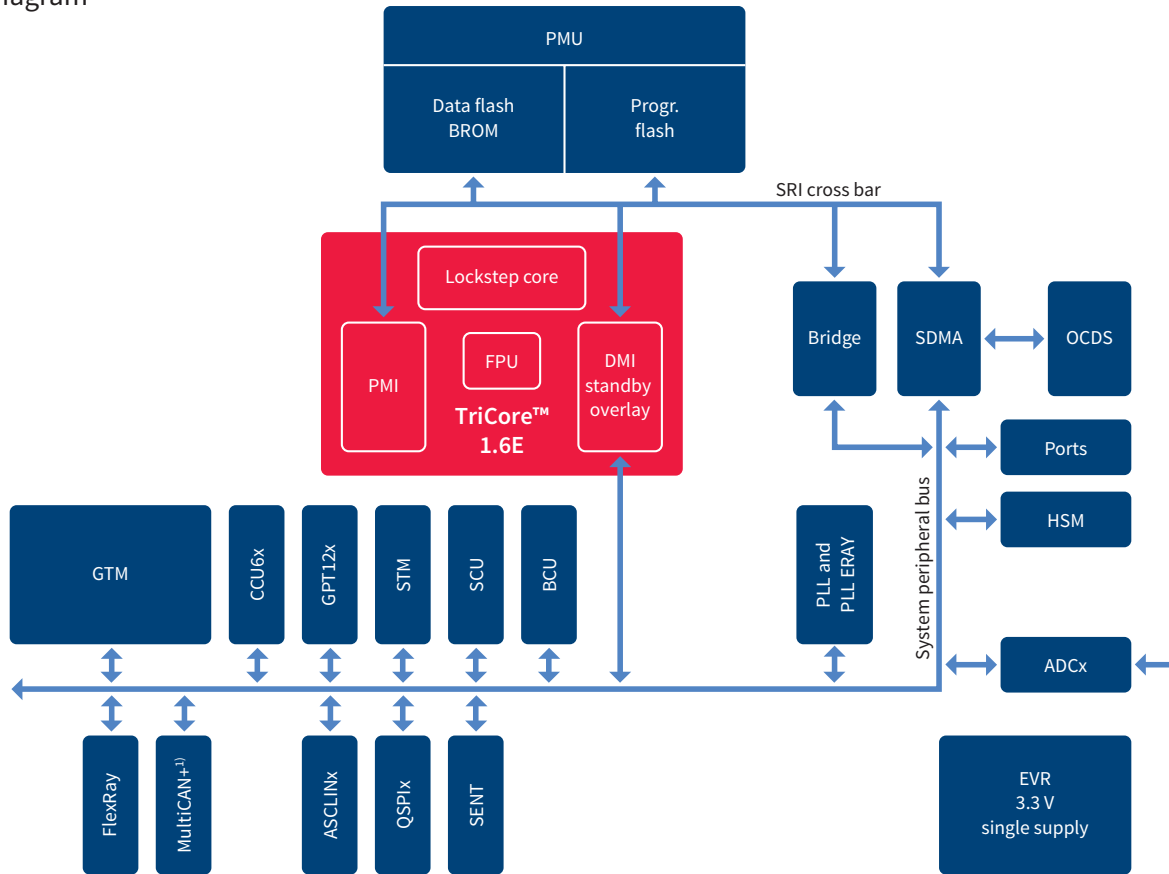 PMU
Data flash
BROM
Progr.
flash
SRI cross bar
Lockstep core
PMI
FPU
DMI
standby
overlay
TriCore™
1.6E
Bridge
SDMA
OCDS
Ports
HSM
System peripheral bus
GTM
CCU6x
GPT12x
STM
SCU
BCU
PLL and
PLL ERAY
ADCx
FlexRay
MultiCAN+¹⁾
ASCLINx
QSPIx
SENT
EVR
3.3 V
single supply